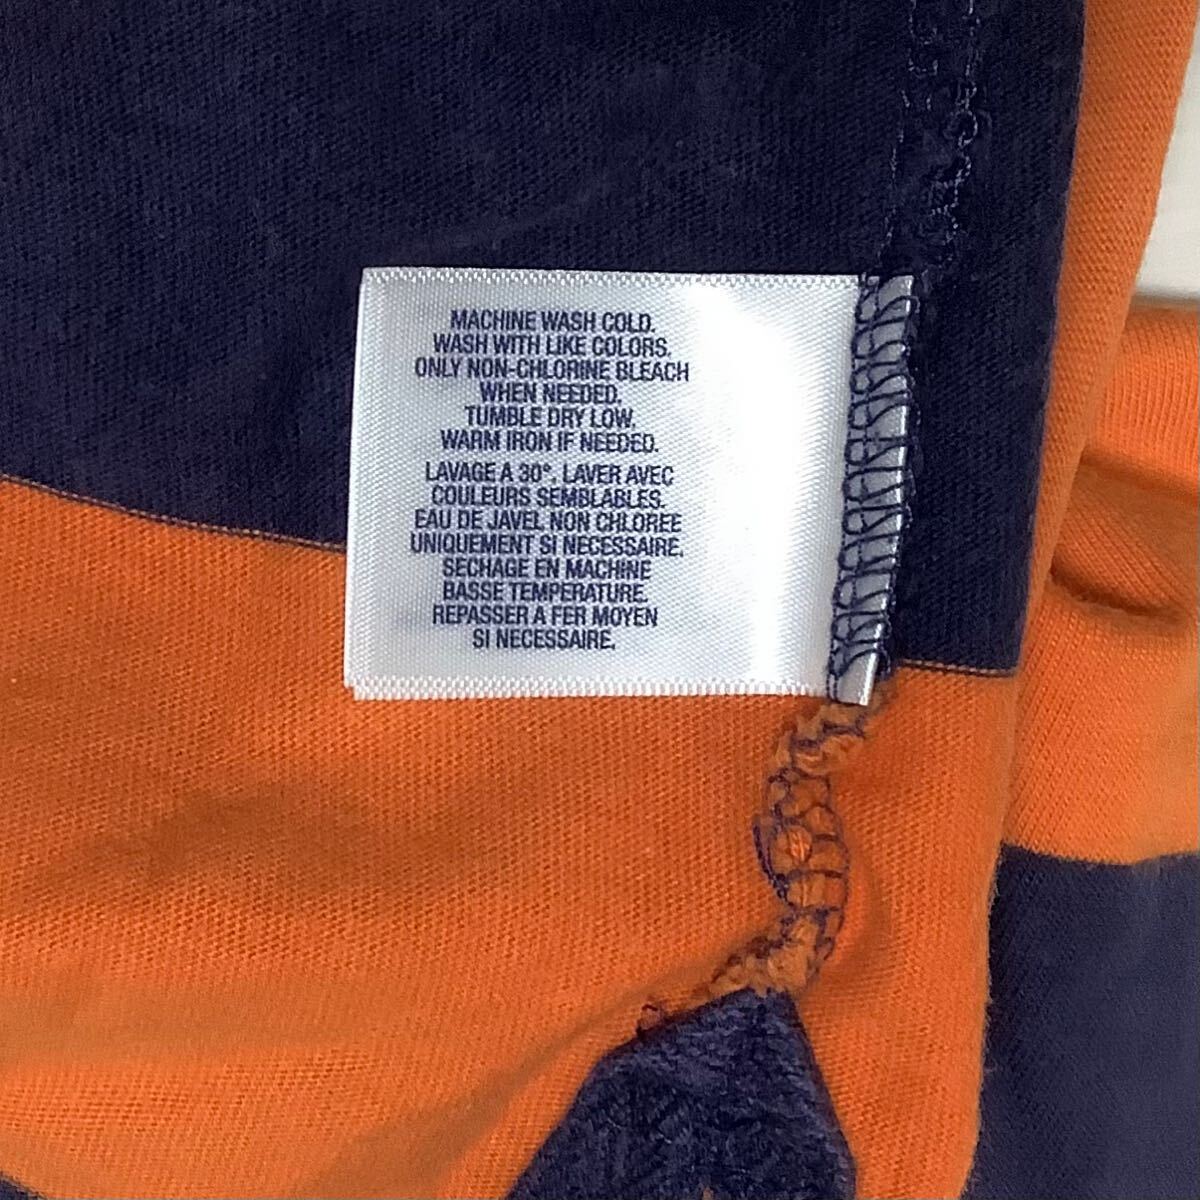 MACHINE WASH COLD.
WASH WITH LIKE COLORS.
ONLY NON-CHLORINE BLEACH
WHEN NEEDED.
TUMBLE DRY LOW.
WARM IRON IF NEEDED.
LAVAGE A 30°. LAVER AVEC
COULEURS SEMBLABLES.
EAU DE JAVEL NON CHLOREE
UNIQUEMENT SI NECESSAIRE.
SECHAGE EN MACHINE
BASSE TEMPERATURE.
REPASSER A FER MOYEN
SI NECESSAIRE.